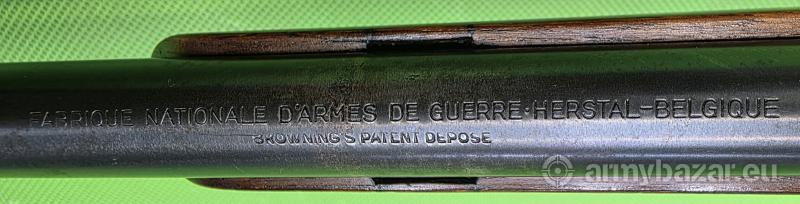 FABRIQUE NATIONALE D'ARMES DE GUERRE·HERSTAL-BELGIQUE
BROWNING'S PATENT DEPOSE
armybazar.eu